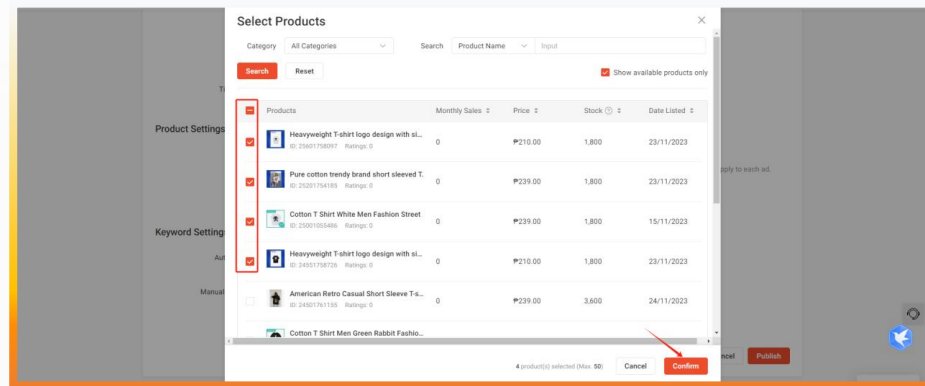 Select Products
Category All Categories Search Product Name Input
Search Reset Show available products only
Products Monthly Sales Price Stock Date Listed
Product Settings
Heavyweight T-shirt logo design with si...
ID: 25601758097 Ratings: 0
0 ₱210.00 1,800 23/11/2023
Pure cotton trendy brand short sleeved T.
ID: 25201754185 Ratings: 0
0 ₱239.00 1,800 23/11/2023
pply to each ad.
Cotton T Shirt White Men Fashion Street
ID: 25001055486 Ratings: 0
0 ₱239.00 1,800 15/11/2023
Keyword Setting
Heavyweight T-shirt logo design with si...
ID: 24551758726 Ratings: 0
0 ₱210.00 1,800 23/11/2023
Aut
Manual
American Retro Casual Short Sleeve T-s...
ID: 24501761155 Ratings: 0
0 ₱239.00 3,600 24/11/2023
Cotton T Shirt Men Green Rabbit Fashio...
4 product(s) selected (Max. 50) Cancel Confirm
ncel Publish